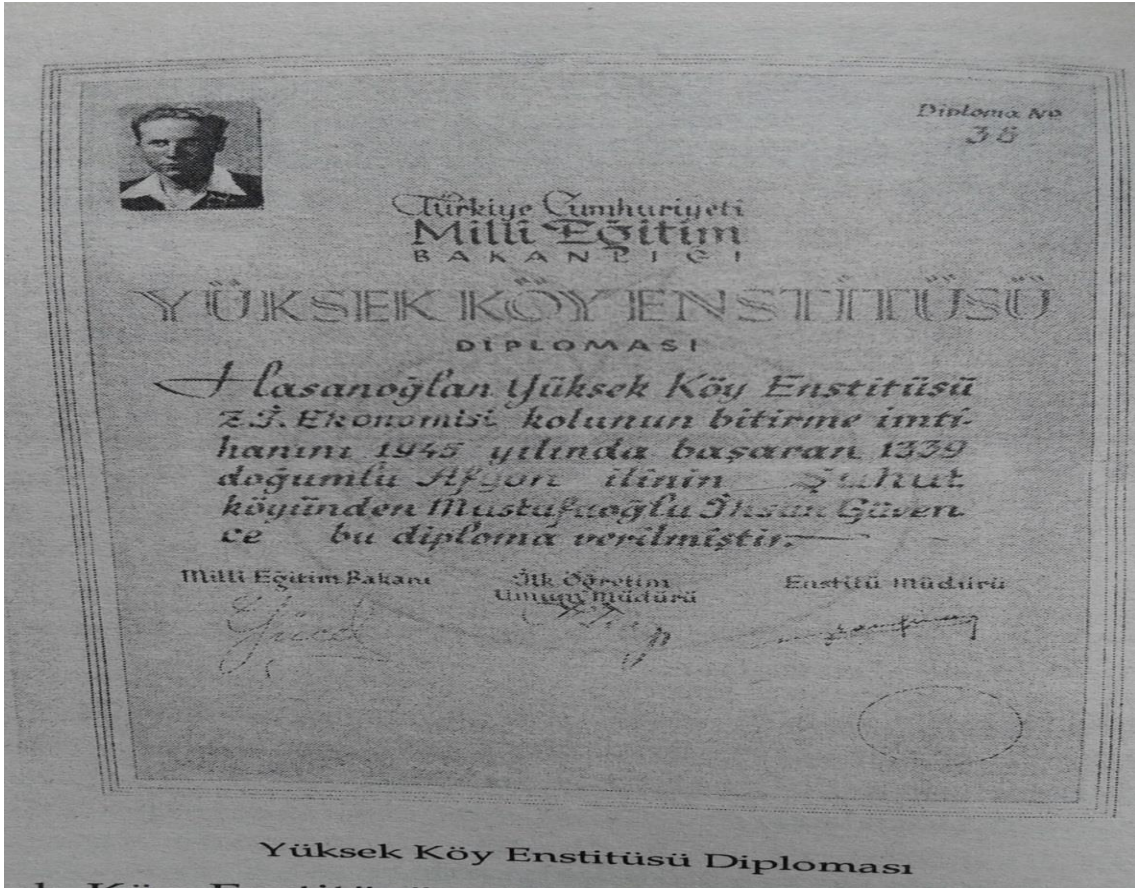 Diploma No
38
Türkiye Cumhuriyeti
Milli Eğitim
BAKANLIĞI
YÜKSEK KÖY ENSTİTÜSÜ
DİPLOMASI
Hasanoğlan Yüksek Köy Enstitüsü
Z.İ. Ekonomisi kolunun bitirme imti-
hanını 1945 yılında başaran 1339
doğumlu Afyon ilinin Şuhut
köyünden Mustafaoğlu İhsan Güven
ce bu diploma verilmiştir.
Milli Eğitim Bakanı
İlk Öğretim
Umum Müdürü
Enstitü Müdürü
Yücel
Yüksek Köy Enstitüsü Diploması